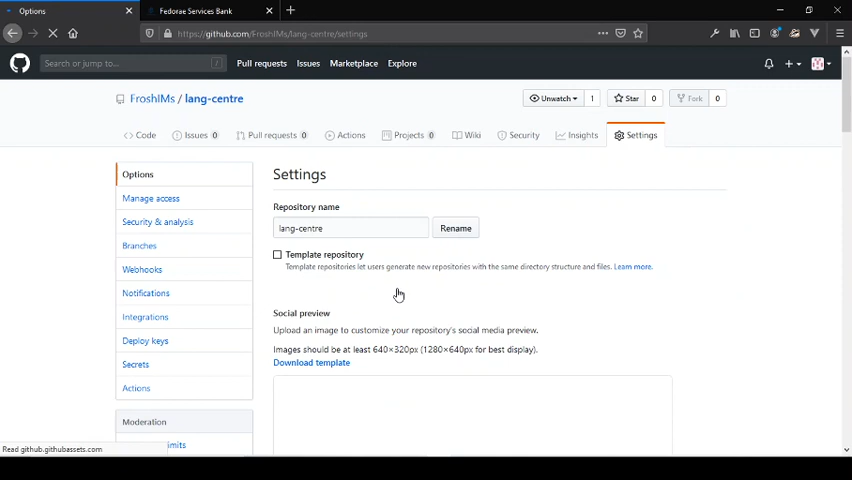 Options
Fedorae Services Bank
https://github.com/FroshIMs/lang-centre/settings
Search or jump to...
/
Pull requests
Issues
Marketplace
Explore
FroshIMs / lang-centre
Unwatch 1
Star 0
Fork 0
Code
Issues 0
Pull requests 0
Actions
Projects 0
Wiki
Security
Insights
Settings
Options
Manage access
Security & analysis
Branches
Webhooks
Notifications
Integrations
Deploy keys
Secrets
Actions
Moderation
imits
Settings
Repository name
lang-centre
Rename
Template repository
Template repositories let users generate new repositories with the same directory structure and files. Learn more.
Social preview
Upload an image to customize your repository's social media preview.
Images should be at least 640×320px (1280×640px for best display).
Download template
Read github.githubassets.com